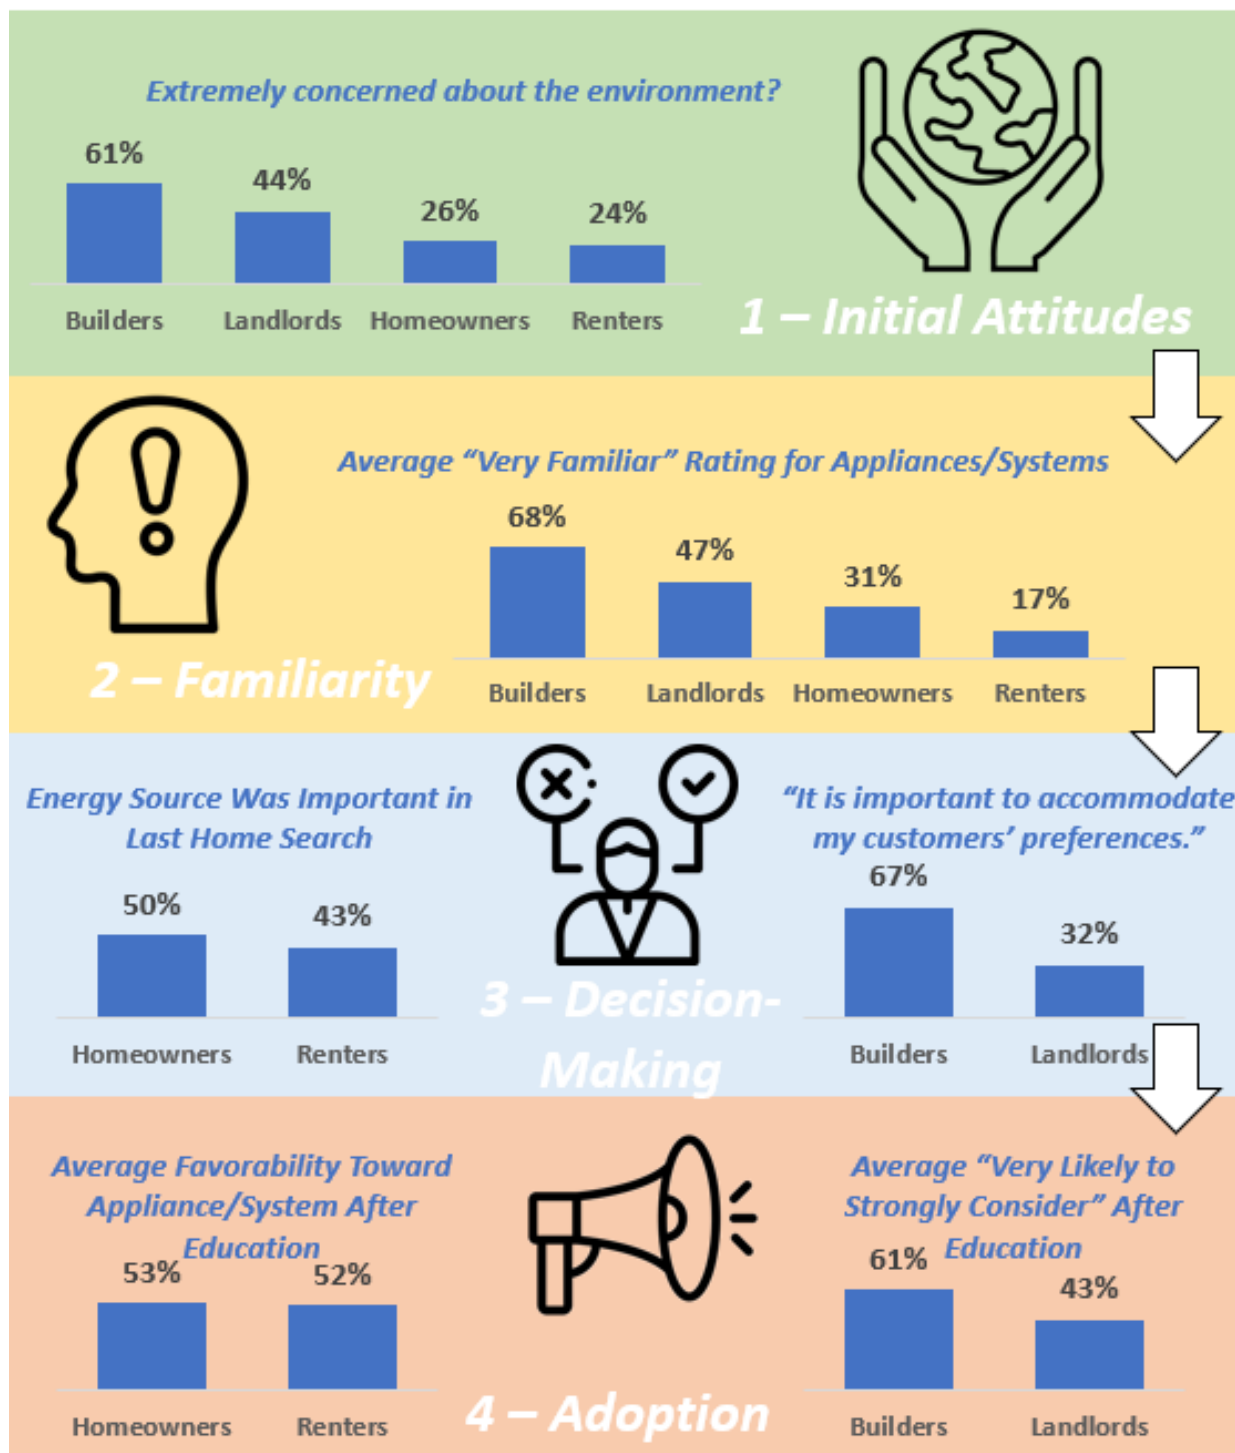 Extremely concerned about the environment?
61%
44%
26%
24%
Builders
Landlords
Homeowners
Renters
1 – Initial Attitudes
Average “Very Familiar” Rating for Appliances/Systems
68%
47%
31%
17%
Builders
Landlords
Homeowners
Renters
2 – Familiarity
Energy Source Was Important in
Last Home Search
50%
43%
Homeowners
Renters
3 – Decision-
Making
“It is important to accommodate
my customers’ preferences.”
67%
32%
Builders
Landlords
Average Favorability Toward
Appliance/System After
Education
53%
52%
Homeowners
Renters
4 – Adoption
Average “Very Likely to
Strongly Consider” After
Education
61%
43%
Builders
Landlords